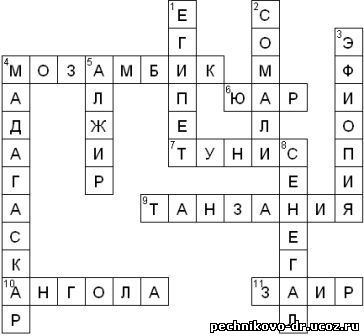 1 Е 2 С
Г О 3 Э
4 М О З 5 А М Б И К М Ф
А Л П 6 Ю А Р И
Д Ж Е Л О
А И 7 Т У Н И 8 С П
Г Р Е И
А 9 Т А Н З А Н И Я
С Е
К Г
10 А Н Г О Л А 11 З А И Р
Р Л
pechnikovo-dr.ucoz.ru